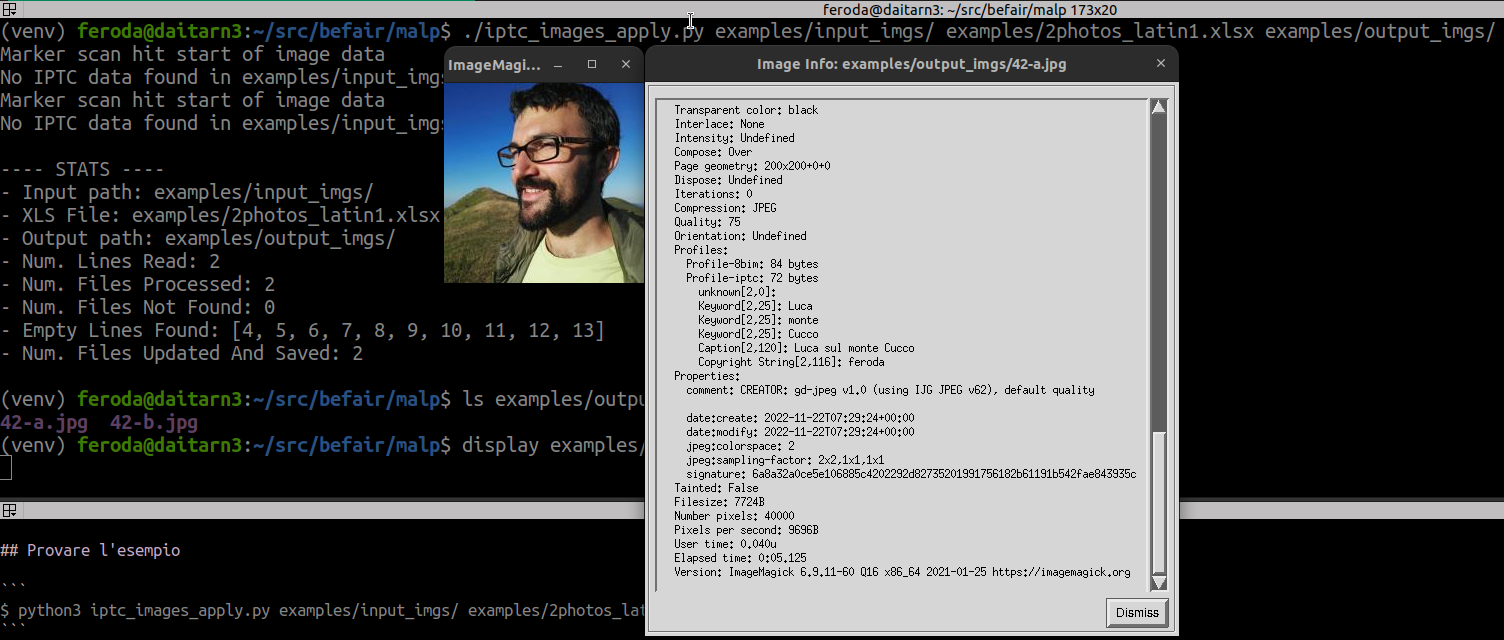 feroda@daitarn3: ~/src/befair/malp 173x20
(venv) feroda@daitarn3:~/src/befair/malp$ ./iptc_images_apply.py examples/input_imgs/ examples/2photos_latin1.xlsx examples/output_imgs/
Marker scan hit start of image data
No IPTC data found in examples/input_imgs
Marker scan hit start of image data
No IPTC data found in examples/input_imgs
---- STATS ----
- Input path: examples/input_imgs/
- XLS File: examples/2photos_latin1.xlsx
- Output path: examples/output_imgs/
- Num. Lines Read: 2
- Num. Files Processed: 2
- Num. Files Not Found: 0
- Empty Lines Found: [4, 5, 6, 7, 8, 9, 10, 11, 12, 13]
- Num. Files Updated And Saved: 2
(venv) feroda@daitarn3:~/src/befair/malp$ ls examples/outpu
42-a.jpg  42-b.jpg
(venv) feroda@daitarn3:~/src/befair/malp$ display examples/
ImageMagi...
Image Info: examples/output_imgs/42-a.jpg
Transparent color: black
Interlace: None
Intensity: Undefined
Compose: Over
Page geometry: 200x200+0+0
Dispose: Undefined
Iterations: 0
Compression: JPEG
Quality: 75
Orientation: Undefined
Profiles:
Profile-8bim: 84 bytes
Profile-iptc: 72 bytes
unknown[2,0]:
Keyword[2,25]: Luca
Keyword[2,25]: monte
Keyword[2,25]: Cucco
Caption[2,120]: Luca sul monte Cucco
Copyright String[2,116]: feroda
Properties:
comment: CREATOR: gd-jpeg v1.0 (using IJG JPEG v62), default quality
date:create: 2022-11-22T07:29:24+00:00
date:modify: 2022-11-22T07:29:24+00:00
jpeg:colorspace: 2
jpeg:sampling-factor: 2x2,1x1,1x1
signature: 6a8a32a0ce5e106885c4202292d82735201991756182b61191b542fae843935c
Tainted: False
Filesize: 7724B
Number pixels: 40000
Pixels per second: 9696B
User time: 0.040u
Elapsed time: 0:05.125
Version: ImageMagick 6.9.11-60 Q16 x86_64 2021-01-25 https://imagemagick.org
Dismiss
## Provare l'esempio
```
$ python3 iptc_images_apply.py examples/input_imgs/ examples/2photos_lat
```